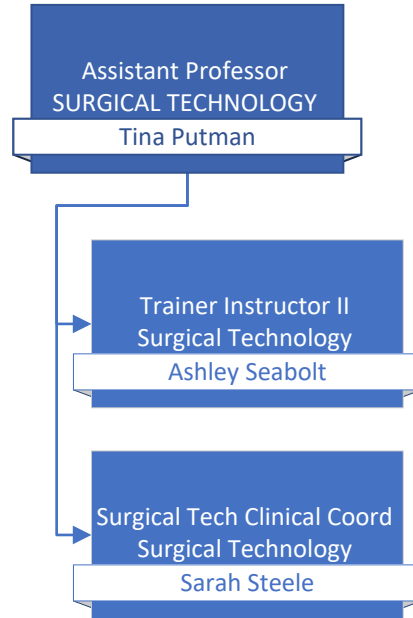 Assistant Professor
SURGICAL TECHNOLOGY
Tina Putman
Trainer Instructor II
Surgical Technology
Ashley Seabolt
Surgical Tech Clinical Coord
Surgical Technology
Sarah Steele